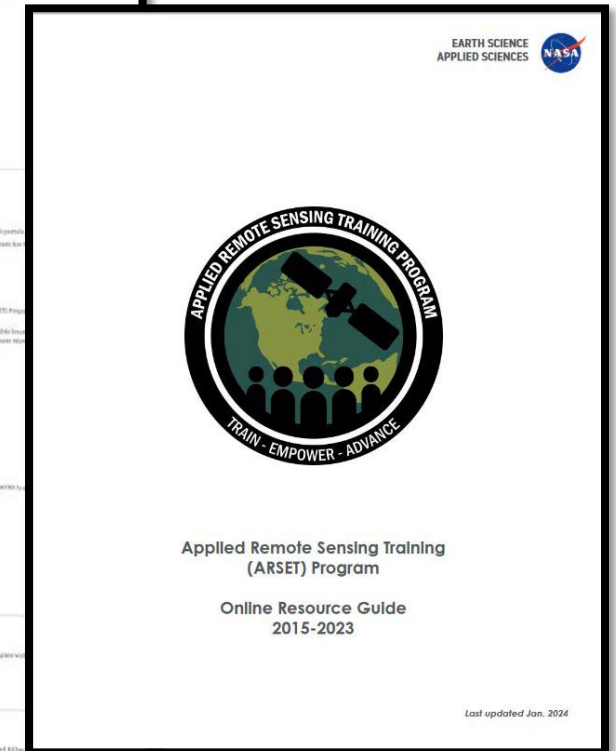 EARTH SCIENCE
APPLIED SCIENCES
NASA
APPLIED REMOTE SENSING TRAINING PROGRAM
TRAIN - EMPOWER - ADVANCE
Applied Remote Sensing Training
(ARSET) Program
Online Resource Guide
2015-2023
Last updated Jan. 2024